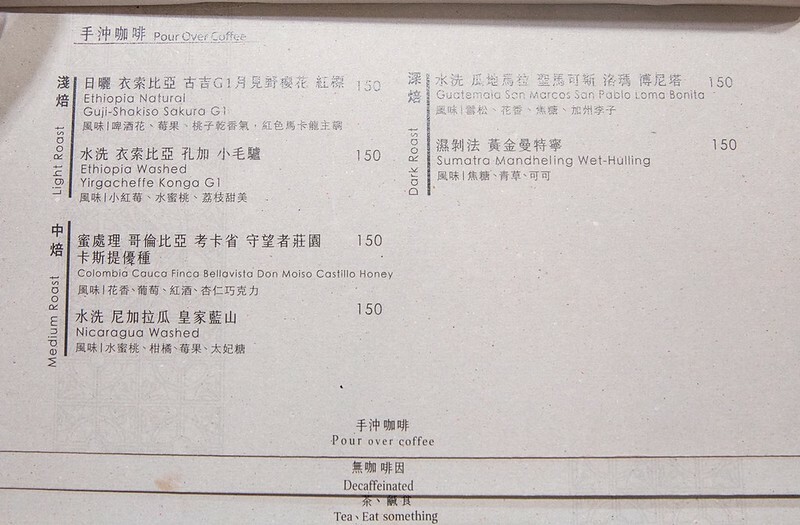 手沖咖啡 Pour Over Coffee
淺焙 Light Roast
日曬 衣索比亞 古吉G1月見野櫻花 紅標 150
Ethiopia Natural
Guji-Shakiso Sakura G1
風味|啤酒花、莓果、桃子乾香氣，紅色馬卡龍主調
水洗 衣索比亞 孔加 小毛驢 150
Ethiopia Washed
Yirgacheffe Konga G1
風味|小紅莓、水蜜桃、荔枝甜美
中焙 Medium Roast
蜜處理 哥倫比亞 考卡省 守望者莊園 150
卡斯提優種
Colombia Cauca Finca Bellavista Don Moiso Castillo Honey
風味|花香、葡萄、紅酒、杏仁巧克力
水洗 尼加拉瓜 皇家藍山 150
Nicaragua Washed
風味|水蜜桃、柑橘、莓果、太妃糖
深焙 Dark Roast
水洗 瓜地馬拉 聖馬可斯 洛瑪 博尼塔 150
Guatemala San Marcos San Pablo Loma Bonita
風味|雪松、花香、焦糖、加州李子
濕剝法 黃金曼特寧 150
Sumatra Mandheling Wet-Hulling
風味|焦糖、青草、可可
手沖咖啡
Pour over coffee
無咖啡因
Decaffeinated
茶、鹹食
Tea、Eat something